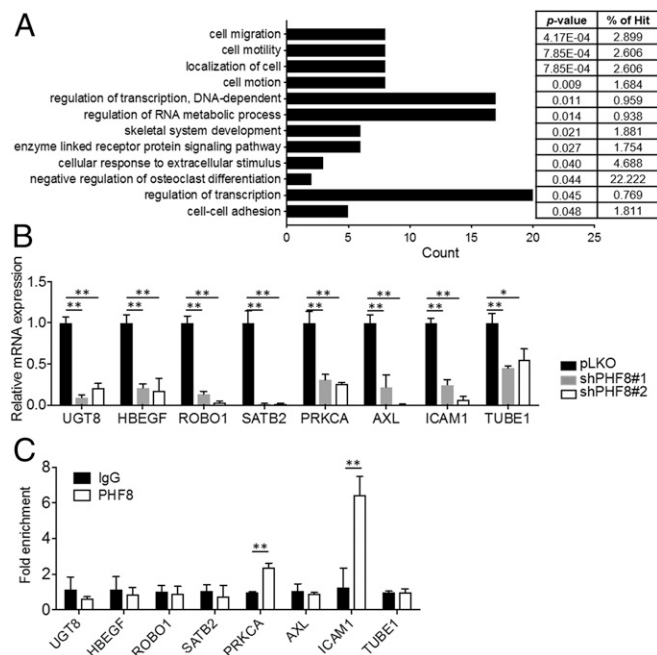 A
p-value % of Hit
cell migration 4.17E-04 2.899
cell motility 7.85E-04 2.606
localization of cell 7.85E-04 2.606
cell motion 0.009 1.684
regulation of transcription, DNA-dependent 0.011 0.959
regulation of RNA metabolic process 0.014 0.938
skeletal system development 0.021 1.881
enzyme linked receptor protein signaling pathway 0.027 1.754
cellular response to extracellular stimulus 0.040 4.688
negative regulation of osteoclast differentiation 0.044 22.222
regulation of transcription 0.045 0.769
cell-cell adhesion 0.048 1.811
0 5 10 15 20 25
Count
B
Relative mRNA expression
1.5
1.0
0.5
0.0
** ** ** ** ** ** ** *
** ** ** ** ** ** ** **
UGT8 HBEGF ROBO1 SATB2 PRKCA AXL ICAM1 TUBE1
pLKO
shPHF8#1
shPHF8#2
C
Fold enrichment
8
6
4
2
0
IgG
PHF8
**
**
UGT8 HBEGF ROBO1 SATB2 PRKCA AXL ICAM1 TUBE1